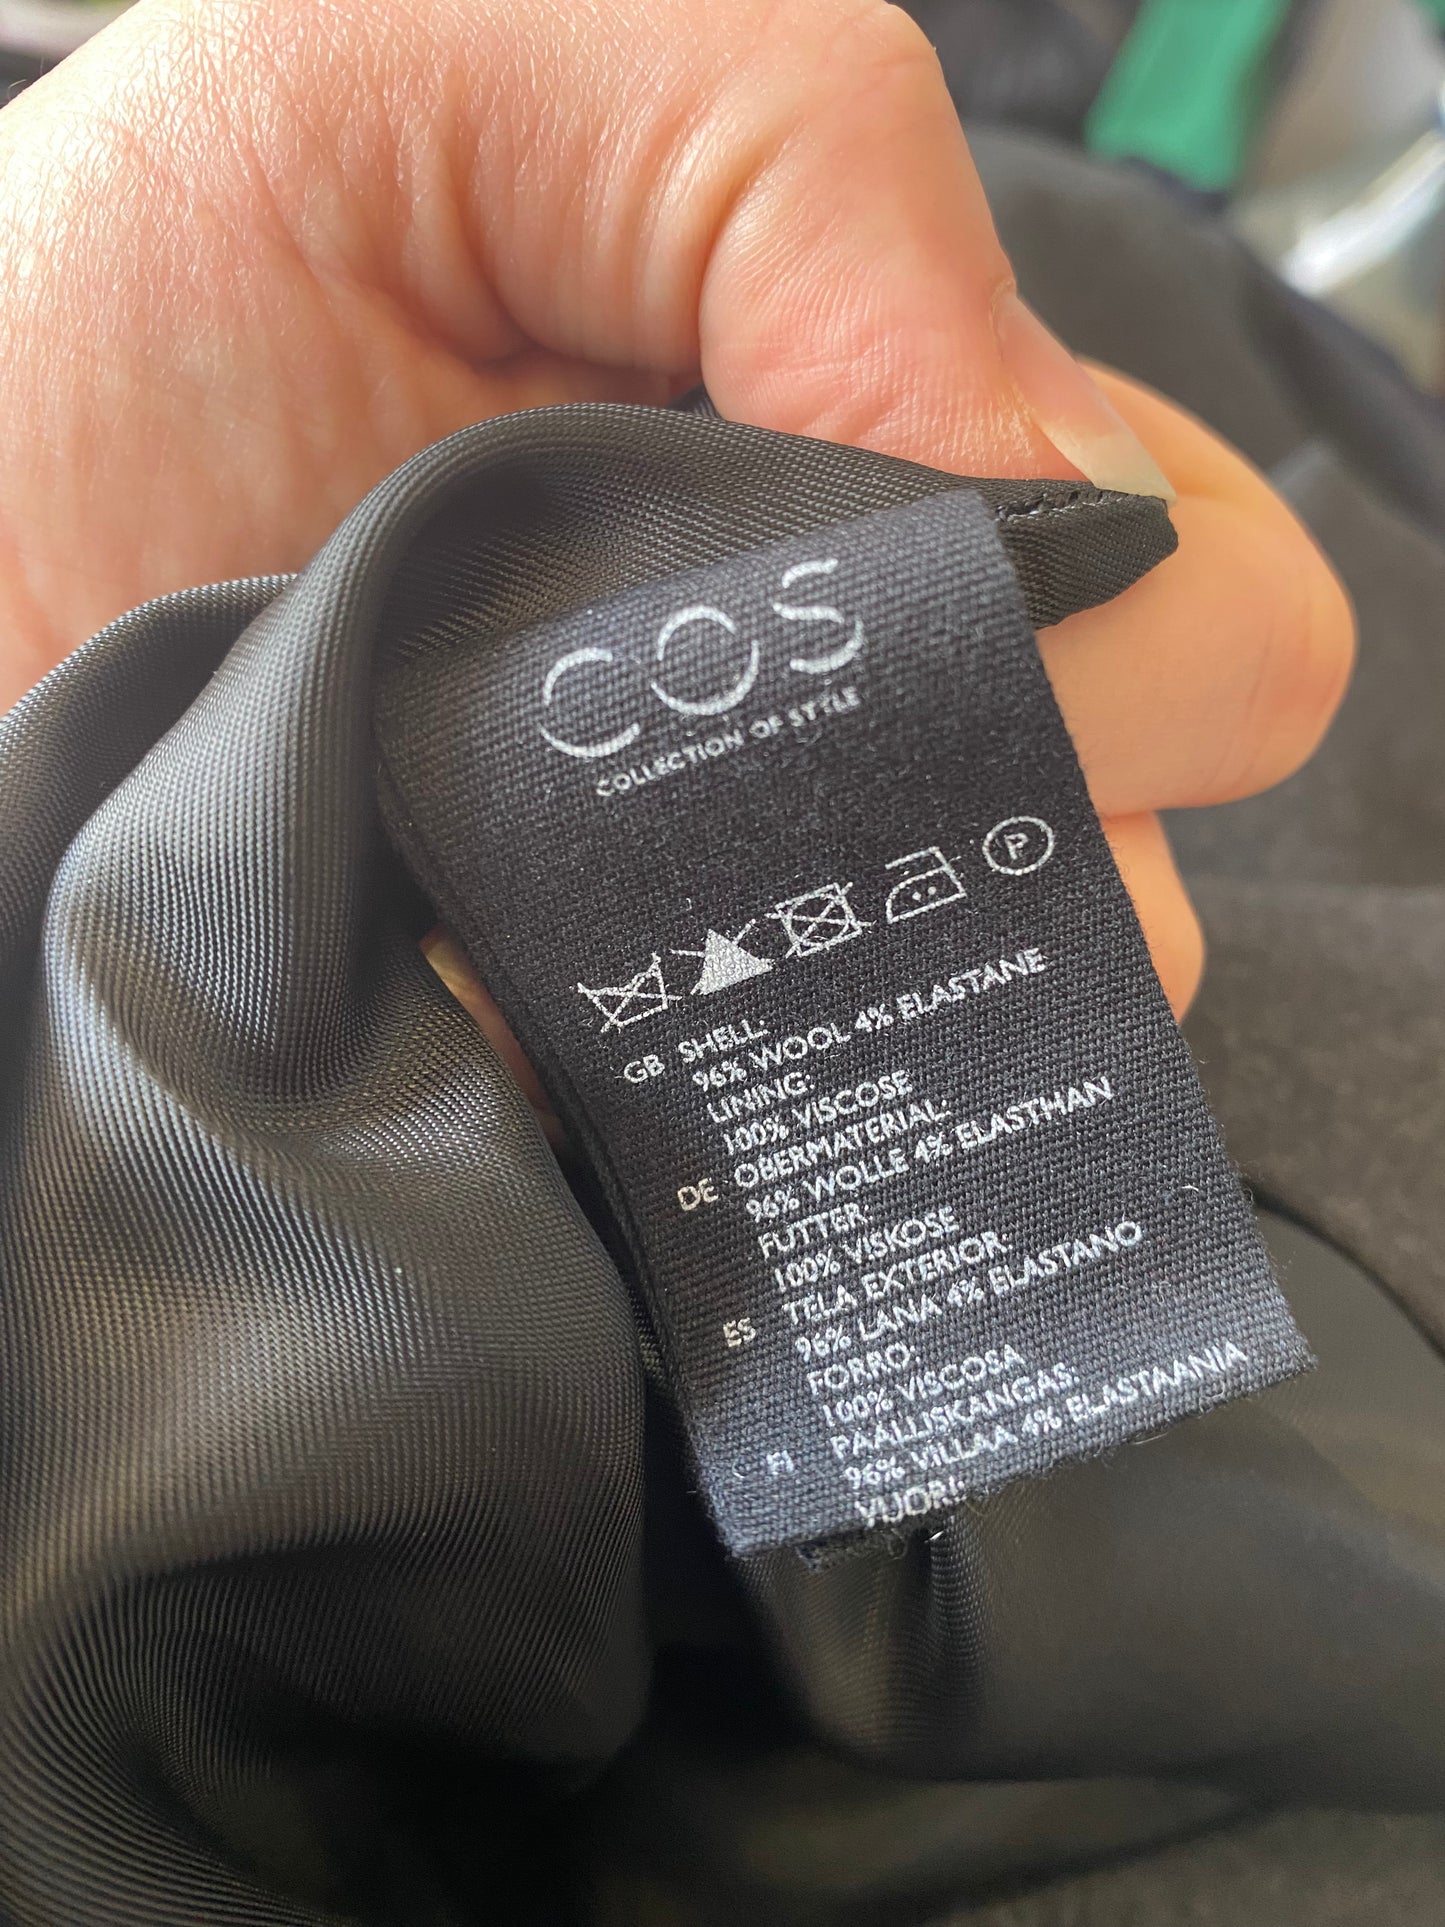 COS
COLLECTION OF STYLE
P
GB SHELL:
96% WOOL 4% ELASTANE
LINING:
100% VISCOSE
DE OBERMATERIAL:
96% WOLLE 4% ELASTHAN
FUTTER:
100% VISKOSE
ES TELA EXTERIOR
96% LANA 4% ELASTANO
FORRO:
100% VISCOSA
FI PÄÄLLISKANGAS:
96% VILLAA 4% ELASTAANIA
VUORI: